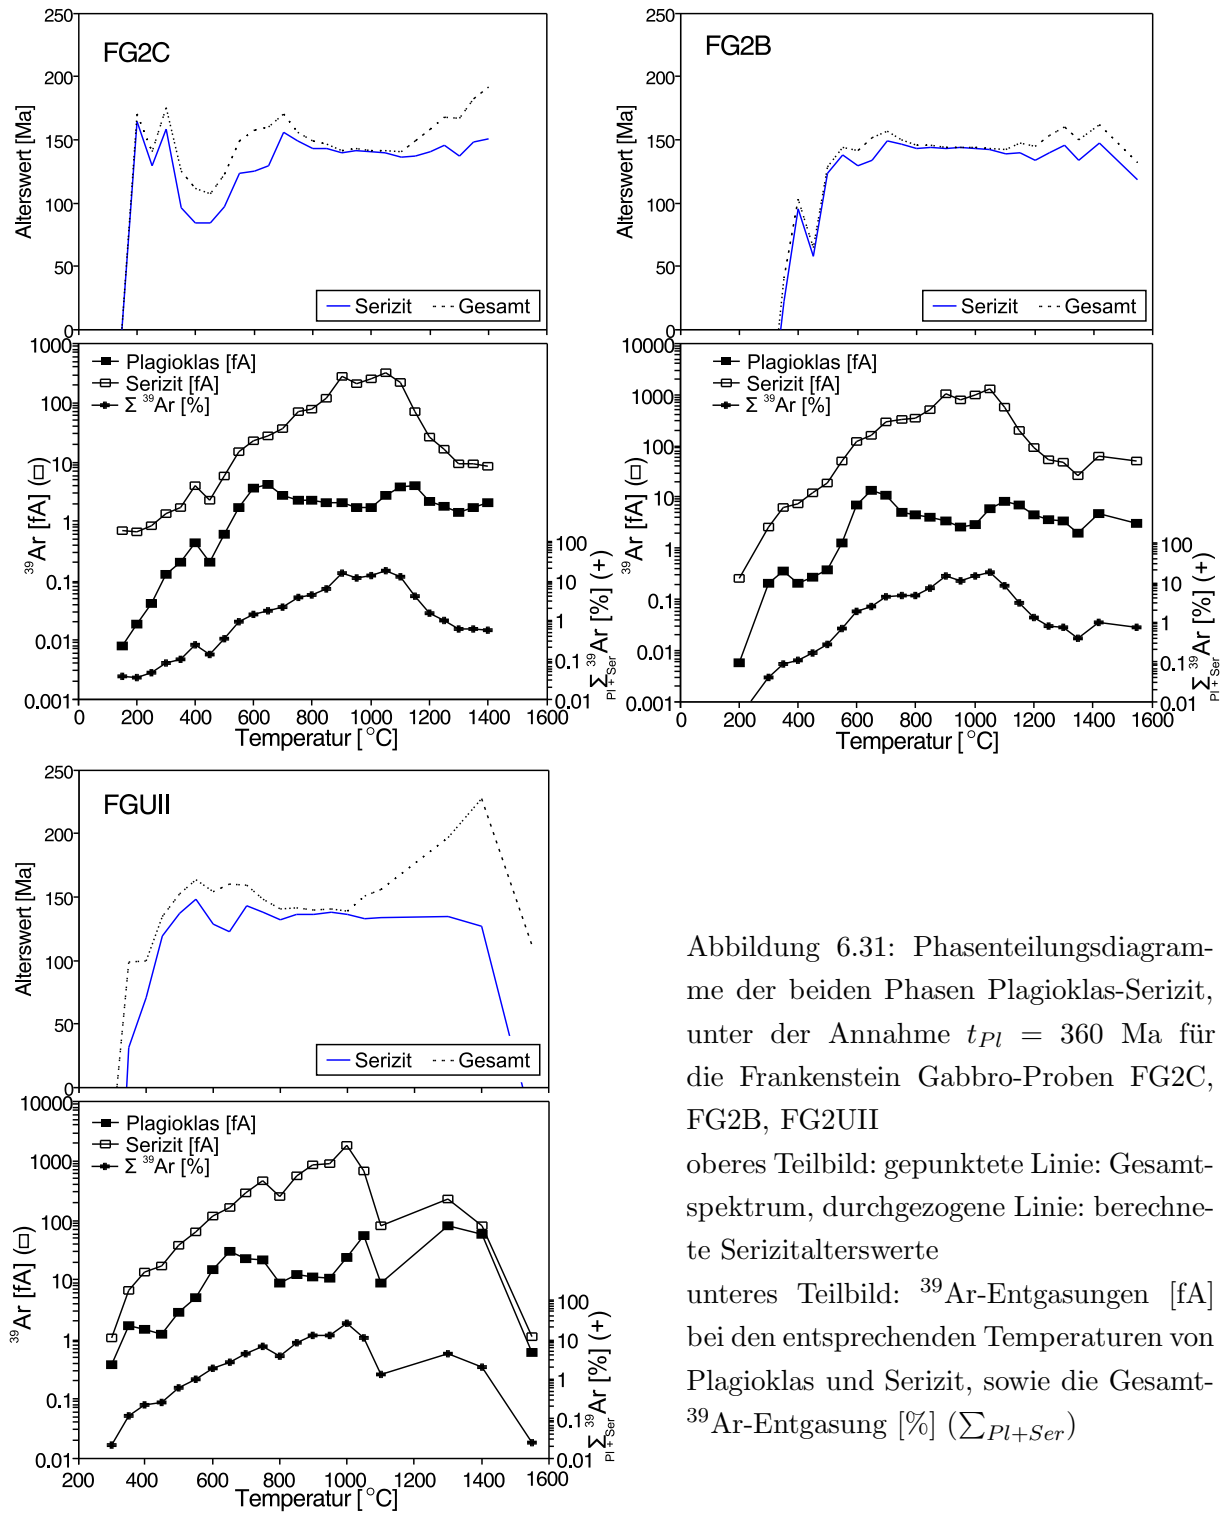 FG2C
Alterswert [Ma]
250
200
150
100
50
0
Serizit
Gesamt
Plagioklas [fA]
Serizit [fA]
Σ ³⁹Ar [%]
³⁹Ar [fA] (□)
1000
100
10
1
0.1
0.01
0.001
100
10
1
0.1
0.01
Σ ³⁹Ar [%] (+)
Pl + Ser
0 200 400 600 800 1000 1200 1400 1600
Temperatur [°C]
FG2B
Alterswert [Ma]
250
200
150
100
50
0
Serizit
Gesamt
Plagioklas [fA]
Serizit [fA]
Σ ³⁹Ar [%]
³⁹Ar [fA] (□)
10000
1000
100
10
1
0.1
0.01
0.001
100
10
1
0.1
0.01
Σ ³⁹Ar [%] (+)
Pl + Ser
0 200 400 600 800 1000 1200 1400 1600
Temperatur [°C]
FGUII
Alterswert [Ma]
250
200
150
100
50
0
Serizit
Gesamt
Plagioklas [fA]
Serizit [fA]
Σ ³⁹Ar [%]
³⁹Ar [fA] (□)
10000
1000
100
10
1
0.1
0.01
100
10
1
0.1
0.01
Σ ³⁹Ar [%] (+)
Pl + Ser
200 400 600 800 1000 1200 1400 1600
Temperatur [°C]
Abbildung 6.31: Phasenteilungsdiagram-
me der beiden Phasen Plagioklas-Serizit,
unter der Annahme t_Pl = 360 Ma für
die Frankenstein Gabbro-Proben FG2C,
FG2B, FG2UII
oberes Teilbild: gepunktete Linie: Gesamt-
spektrum, durchgezogene Linie: berechne-
te Serizitalterswerte
unteres Teilbild: ³⁹Ar-Entgasungen [fA]
bei den entsprechenden Temperaturen von
Plagioklas und Serizit, sowie die Gesamt-
³⁹Ar-Entgasung [%] (∑_Pl+Ser)